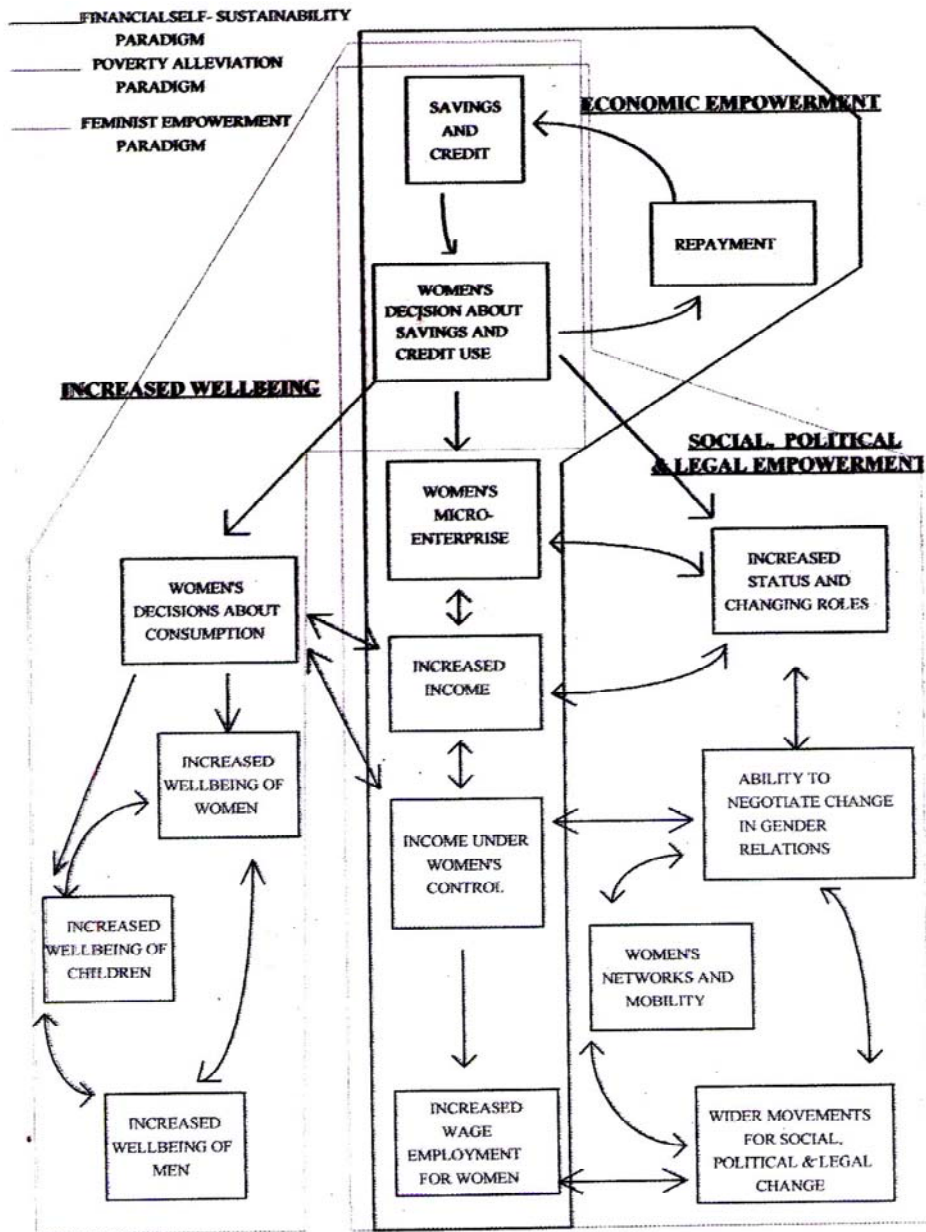 FINANCIALSELF- SUSTAINABILITY
PARADIGM
POVERTY ALLEVIATION
PARADIGM
FEMINIST EMPOWERMENT
PARADIGM
SAVINGS
AND
CREDIT
ECONOMIC EMPOWERMENT
REPAYMENT
WOMEN'S
DECISION ABOUT
SAVINGS AND
CREDIT USE
INCREASED WELLBEING
SOCIAL, POLITICAL
& LEGAL EMPOWERMENT
WOMEN'S
MICRO-
ENTERPRISE
INCREASED
STATUS AND
CHANGING ROLES
WOMEN'S
DECISIONS ABOUT
CONSUMPTION
INCREASED
INCOME
INCREASED
WELLBEING OF
WOMEN
ABILITY TO
NEGOTIATE CHANGE
IN GENDER
RELATIONS
INCOME UNDER
WOMEN'S
CONTROL
INCREASED
WELLBEING OF
CHILDREN
WOMEN'S
NETWORKS AND
MOBILITY
INCREASED
WELLBEING OF
MEN
INCREASED
WAGE
EMPLOYMENT
FOR WOMEN
WIDER MOVEMENTS
FOR SOCIAL,
POLITICAL & LEGAL
CHANGE